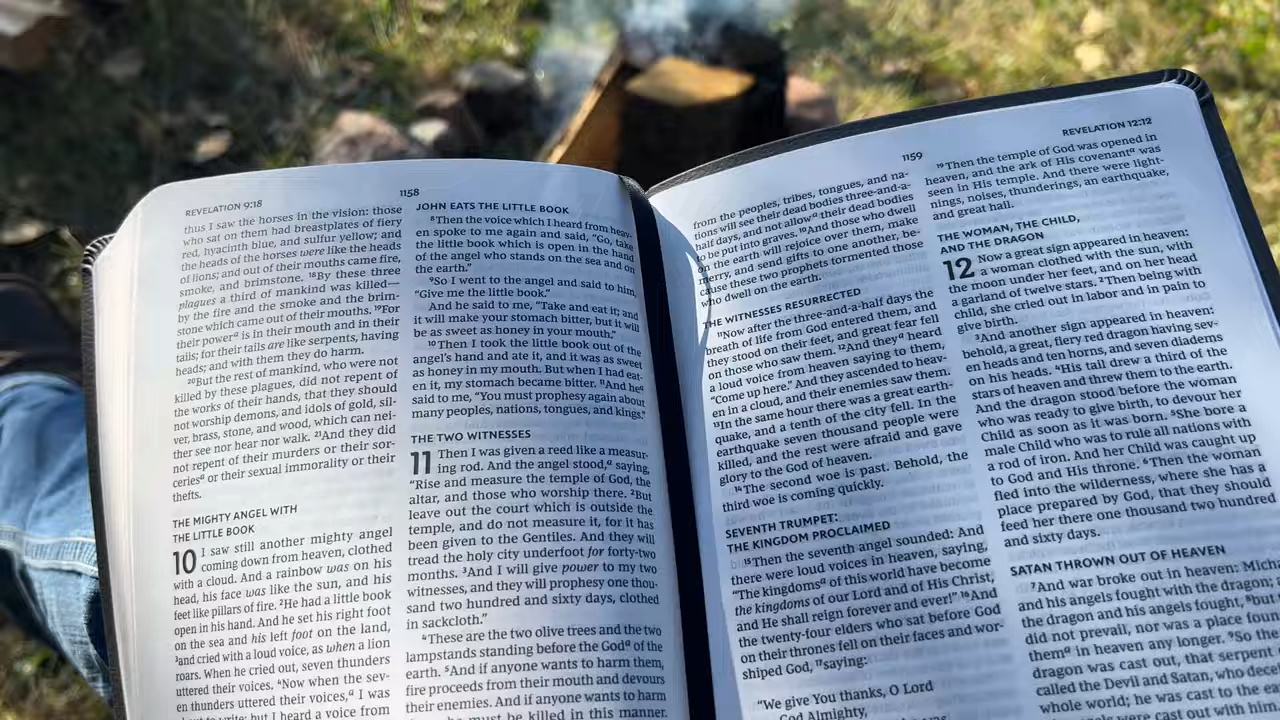 REVELATION 9:18
1158
thus I saw the horses in the vision: those
who sat on them had breastplates of fiery
red, hyacinth blue, and sulfur yellow; and
the heads of the horses were like the heads
of lions; and out of their mouths came fire,
smoke, and brimstone. 18By these three
plagues a third of mankind was killed—
by the fire and the smoke and the brim-
stone which came out of their mouths. 19For
their powera is in their mouth and in their
tails; for their tails are like serpents, having
heads; and with them they do harm.
20But the rest of mankind, who were not
killed by these plagues, did not repent of
the works of their hands, that they should
not worship demons, and idols of gold, sil-
ver, brass, stone, and wood, which can nei-
ther see nor hear nor walk. 21And they did
not repent of their murders or their sor-
ceriesa or their sexual immorality or their
thefts.
THE MIGHTY ANGEL WITH
THE LITTLE BOOK
10 I saw still another mighty angel
coming down from heaven, clothed
with a cloud. And a rainbow was on his
head, his face was like the sun, and his
feet like pillars of fire. 2He had a little book
open in his hand. And he set his right foot
on the sea and his left foot on the land,
3and cried with a loud voice, as when a lion
roars. When he cried out, seven thunders
uttered their voices. 4Now when the sev-
en thunders uttered their voices,a I was
about to write; but I heard a voice from
JOHN EATS THE LITTLE BOOK
8Then the voice which I heard from heav-
en spoke to me again and said, "Go, take
the little book which is open in the hand
of the angel who stands on the sea and on
the earth."
9So I went to the angel and said to him,
"Give me the little book."
And he said to me, "Take and eat it; and
it will make your stomach bitter, but it will
be as sweet as honey in your mouth."
10Then I took the little book out of the
angel's hand and ate it, and it was as sweet
as honey in my mouth. But when I had eat-
en it, my stomach became bitter. 11And hea
said to me, "You must prophesy again about
many peoples, nations, tongues, and kings."
THE TWO WITNESSES
11 Then I was given a reed like a measur-
ing rod. And the angel stood,a saying,
"Rise and measure the temple of God, the
altar, and those who worship there. 2But
leave out the court which is outside the
temple, and do not measure it, for it has
been given to the Gentiles. And they will
tread the holy city underfoot for forty-two
months. 3And I will give power to my two
witnesses, and they will prophesy one thou-
sand two hundred and sixty days, clothed
in sackcloth."
4These are the two olive trees and the two
lampstands standing before the Goda of the
earth. 5And if anyone wants to harm them,
fire proceeds from their mouth and devours
their enemies. And if anyone wants to harm
must be killed in this manner.
1159
REVELATION 12:12
from the peoples, tribes, tongues, and na-
tions will see their dead bodies three-and-a-
half days, and not allowa their dead bodies
to be put into graves. 10And those who dwell
on the earth will rejoice over them, make
merry, and send gifts to one another, be-
cause these two prophets tormented those
who dwell on the earth.
THE WITNESSES RESURRECTED
11Now after the three-and-a-half days the
breath of life from God entered them, and
they stood on their feet, and great fear fell
on those who saw them. 12And theya heard
a loud voice from heaven saying to them,
"Come up here." And they ascended to heav-
en in a cloud, and their enemies saw them.
13In the same hour there was a great earth-
quake, and a tenth of the city fell. In the
earthquake seven thousand people were
killed, and the rest were afraid and gave
glory to the God of heaven.
14The second woe is past. Behold, the
third woe is coming quickly.
SEVENTH TRUMPET:
THE KINGDOM PROCLAIMED
15Then the seventh angel sounded: And
there were loud voices in heaven, saying,
"The kingdomsa of this world have become
the kingdoms of our Lord and of His Christ,
and He shall reign forever and ever!" 16And
the twenty-four elders who sat before God
on their thrones fell on their faces and wor-
shiped God, 17saying:
"We give You thanks, O Lord
God Almighty,
19Then the temple of God was opened in
heaven, and the ark of His covenanta was
seen in His temple. And there were light-
nings, noises, thunderings, an earthquake,
and great hail.
THE WOMAN, THE CHILD,
AND THE DRAGON
12 Now a great sign appeared in heaven:
a woman clothed with the sun, with
the moon under her feet, and on her head
a garland of twelve stars. 2Then being with
child, she cried out in labor and in pain to
give birth.
3And another sign appeared in heaven:
behold, a great, fiery red dragon having sev-
en heads and ten horns, and seven diadems
on his heads. 4His tail drew a third of the
stars of heaven and threw them to the earth.
And the dragon stood before the woman
who was ready to give birth, to devour her
Child as soon as it was born. 5She bore a
male Child who was to rule all nations with
a rod of iron. And her Child was caught up
to God and His throne. 6Then the woman
fled into the wilderness, where she has a
place prepared by God, that they should
feed her there one thousand two hundred
and sixty days.
SATAN THROWN OUT OF HEAVEN
7And war broke out in heaven: Micha
and his angels fought with the dragon;
the dragon and his angels fought, 8but
did not prevail, nor was a place foun
thema in heaven any longer. 9So the
dragon was cast out, that serpent
called the Devil and Satan, who dece
whole world; he was cast to the ea
were cast out with him